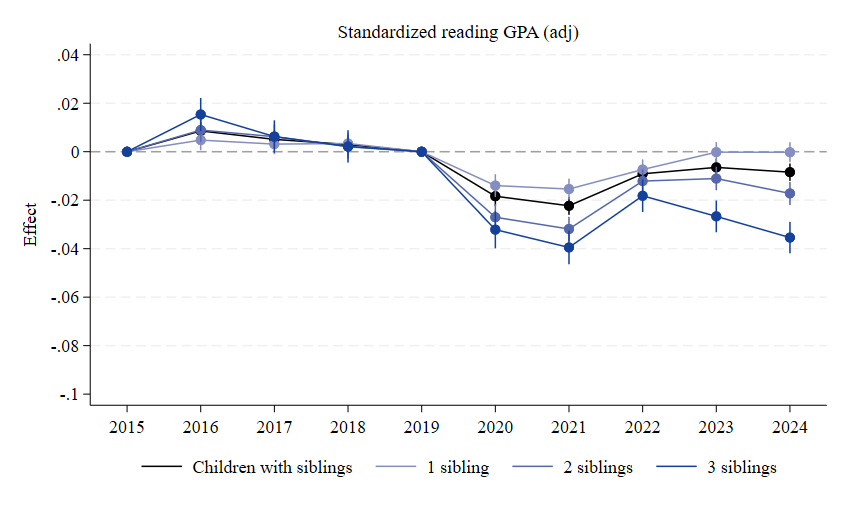 Standardized reading GPA (adj)
.04
.02
0
-.02
-.04
-.06
-.08
-.1
Effect
2015 2016 2017 2018 2019 2020 2021 2022 2023 2024
Children with siblings 1 sibling 2 siblings 3 siblings